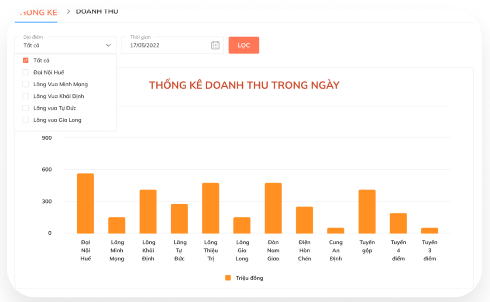 THỐNG KÊ > DOANH THU
Địa điểm
Tất cả
Thời gian
17/05/2022
LỌC
Tất cả
Đại Nội Huế
Lăng Vua Minh Mạng
Lăng Vua Khải Định
Lăng vua Tự Đức
Lăng vua Gia Long
THỐNG KÊ DOANH THU TRONG NGÀY
900
600
300
0
Đại Nội Huế
Lăng Minh Mạng
Lăng Khải Định
Lăng Tự Đức
Lăng Thiệu Trị
Lăng Gia Long
Đàn Nam Giao
Điện Hòn Chén
Cung An Định
Tuyến gộp
Tuyến 4 điểm
Tuyến 3 điểm
Triệu đồng